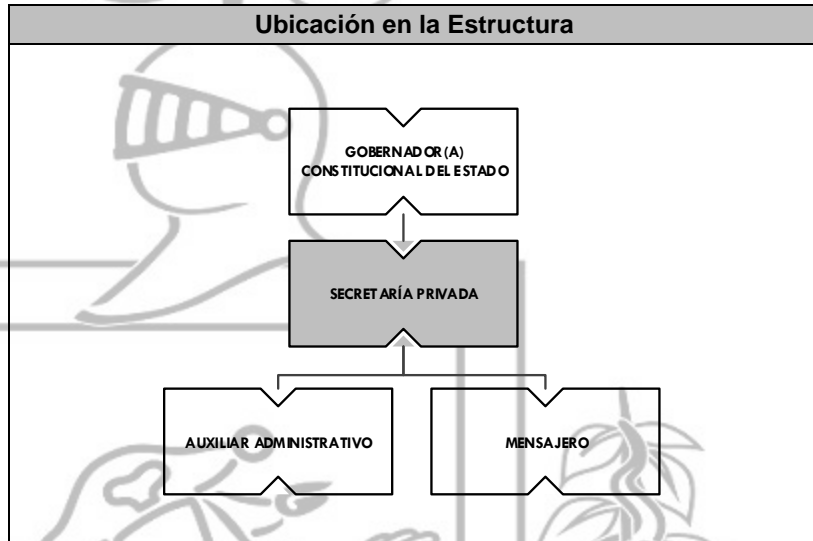 Ubicación en la Estructura
GOBERNADOR(A)
CONSTITUCIONAL DEL ESTADO
SECRETARÍA PRIVADA
AUXILIAR ADMINISTRATIVO
MENSAJERO